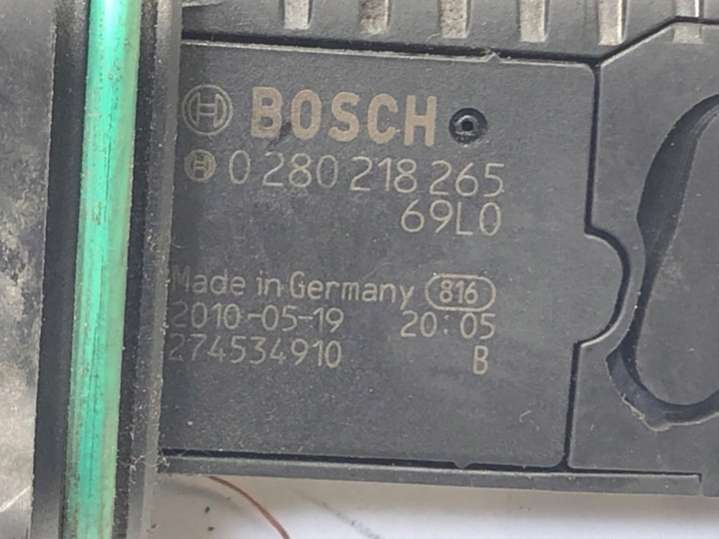 BOSCH
0 280 218 265
69L0
Made in Germany 816
2010-05-19 20:05
274534910 B